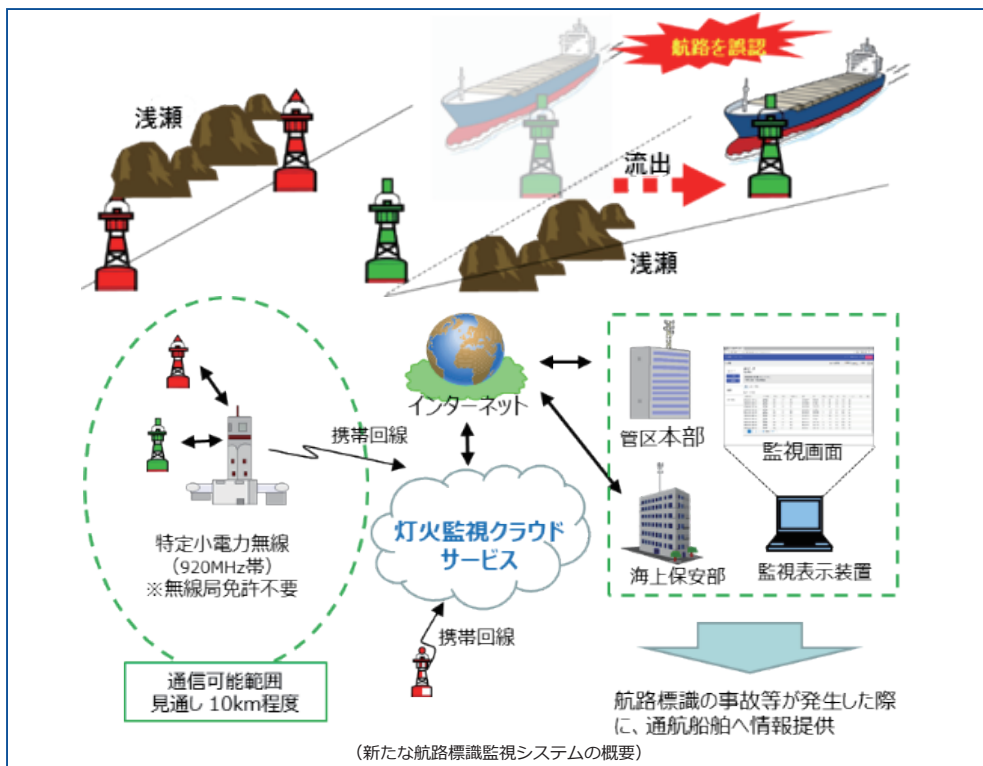 航路を誤認
浅瀬
流出
浅瀬
インターネット
携帯回線
管区本部
監視画面
灯火監視クラウド
サービス
特定小電力無線
(920MHz帯)
※無線局免許不要
海上保安部
監視表示装置
携帯回線
通信可能範囲
見通し 10km程度
航路標識の事故等が発生した際
に、通航船舶へ情報提供
(新たな航路標識監視システムの概要)